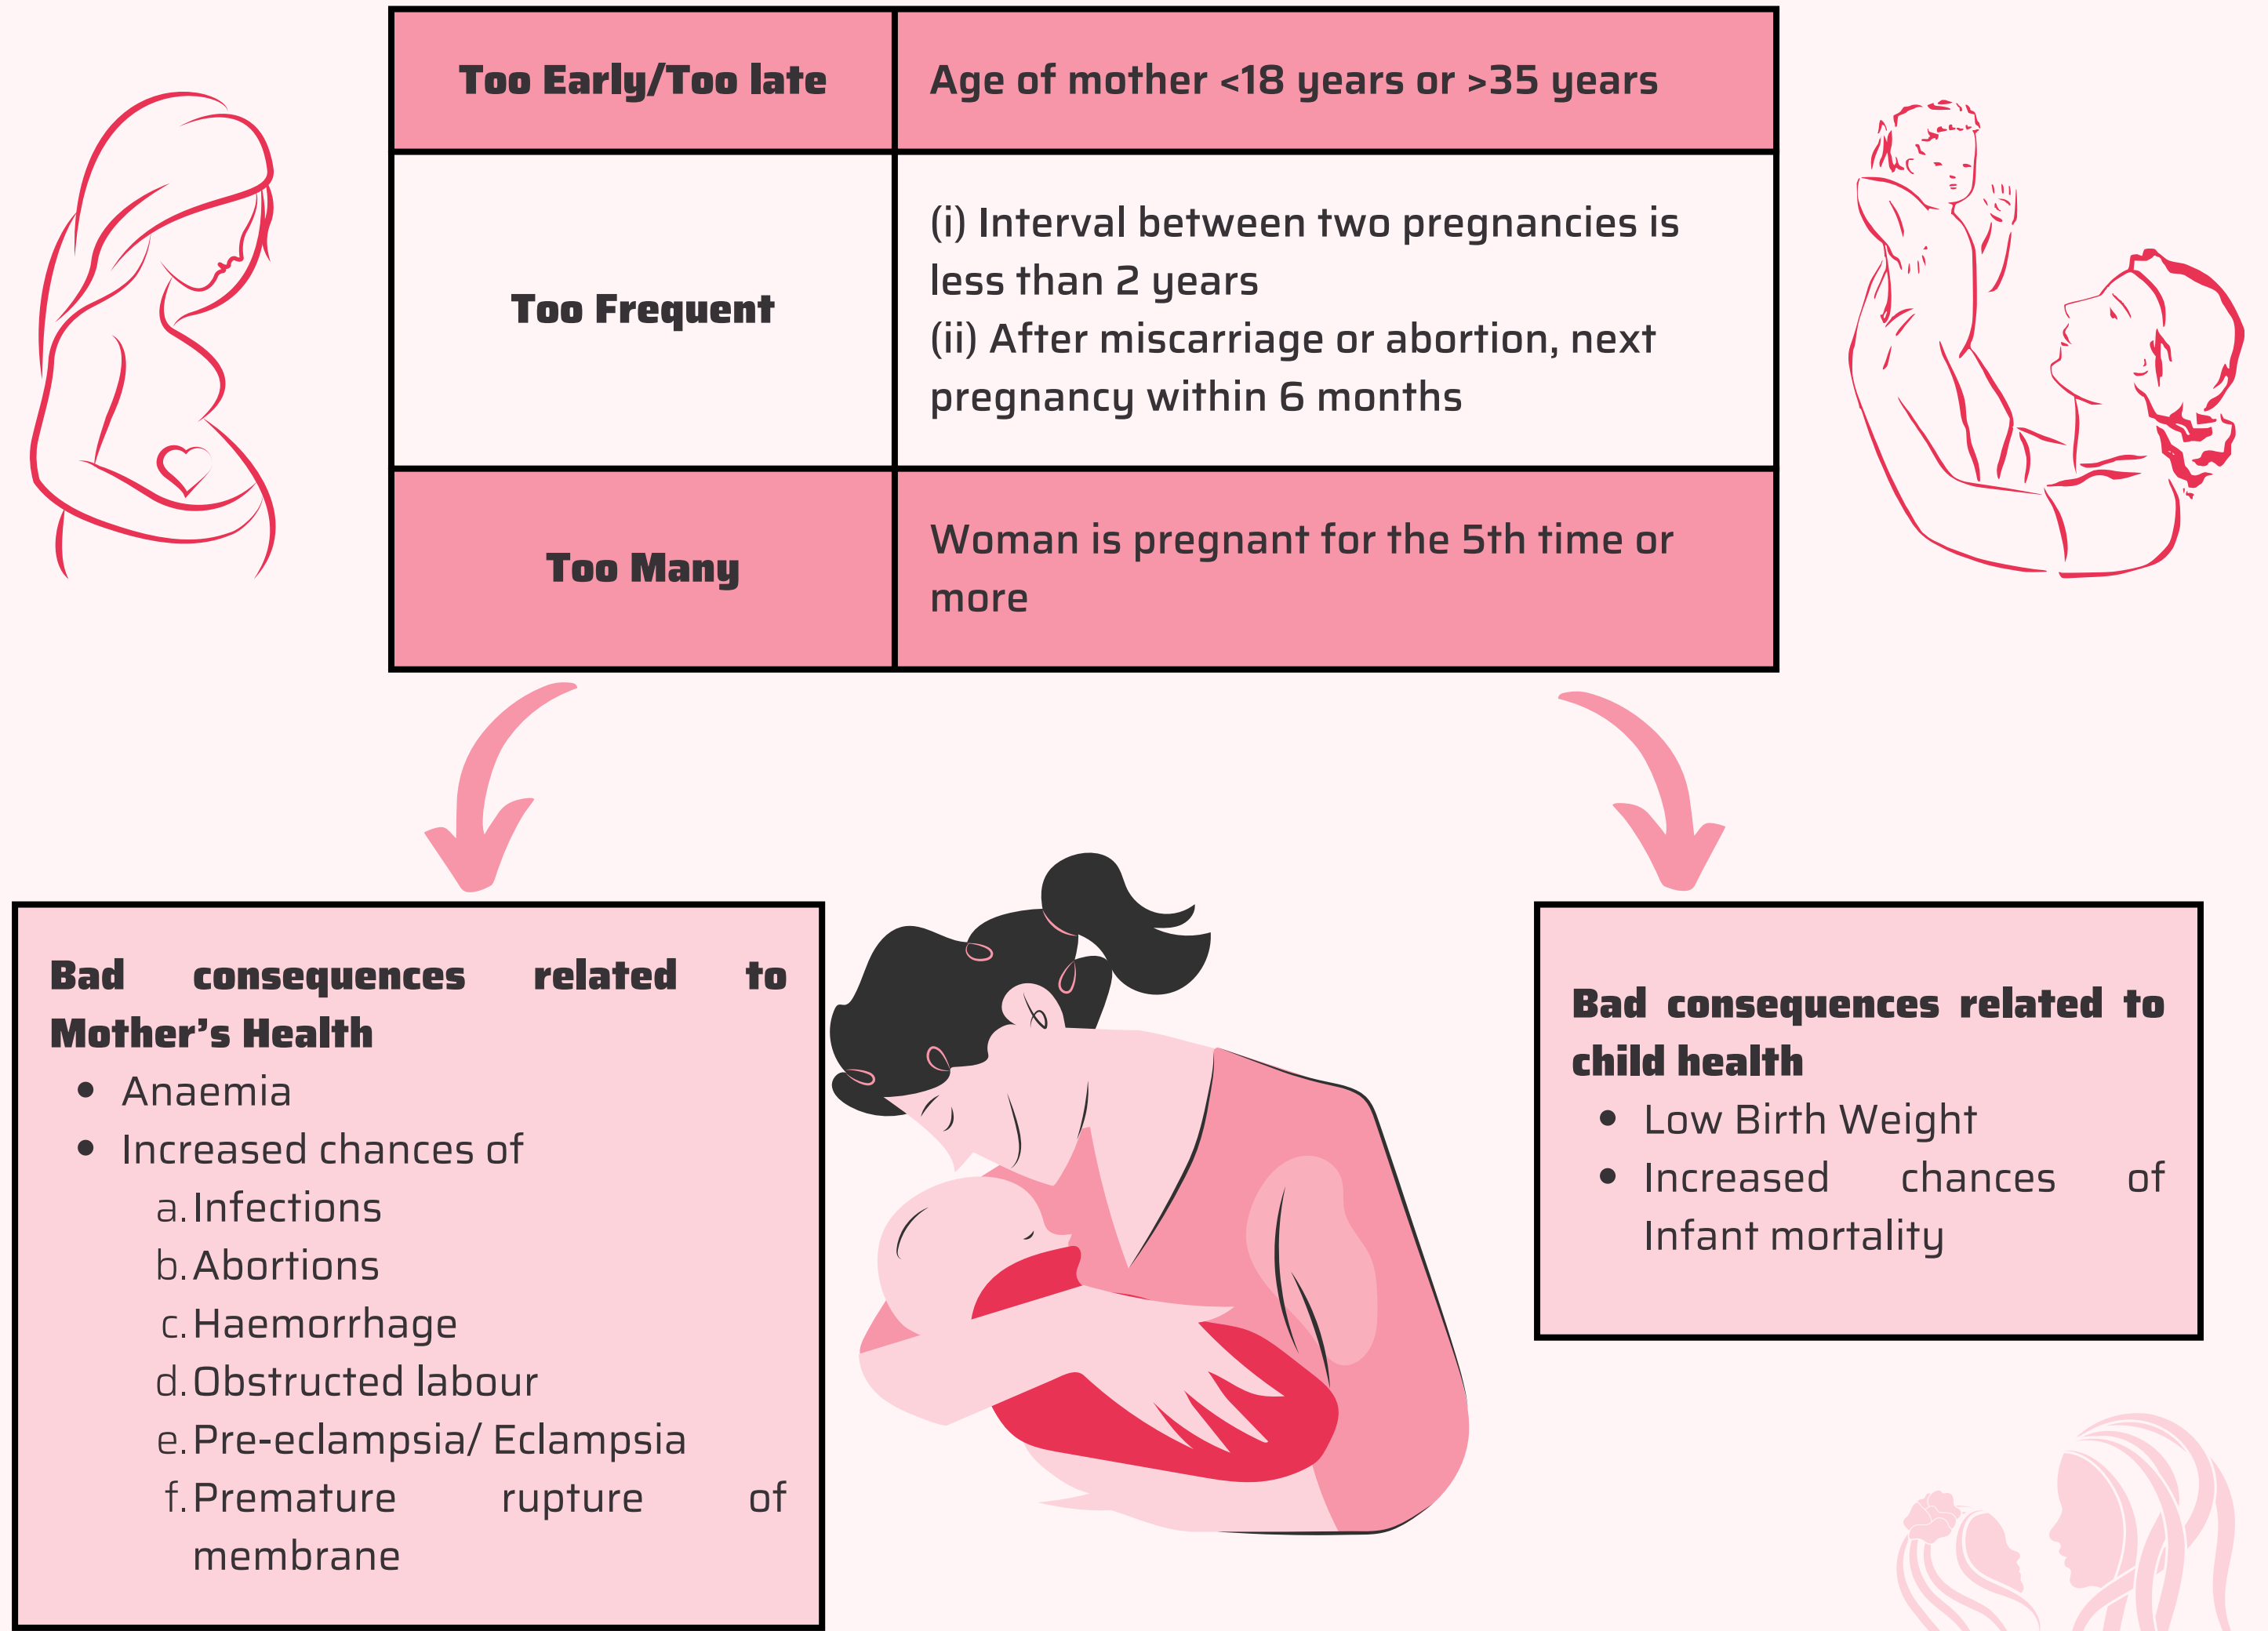 Too Early/Too late
Age of mother <18 years or >35 years
Too Frequent
(i) Interval between two pregnancies is
less than 2 years
(ii) After miscarriage or abortion, next
pregnancy within 6 months
Too Many
Woman is pregnant for the 5th time or
more
Bad consequences related to
Mother's Health
• Anaemia
• Increased chances of
a. Infections
b. Abortions
c. Haemorrhage
d. Obstructed labour
e. Pre-eclampsia/ Eclampsia
f. Premature rupture of
membrane
Bad consequences related to
child health
• Low Birth Weight
• Increased chances of
Infant mortality